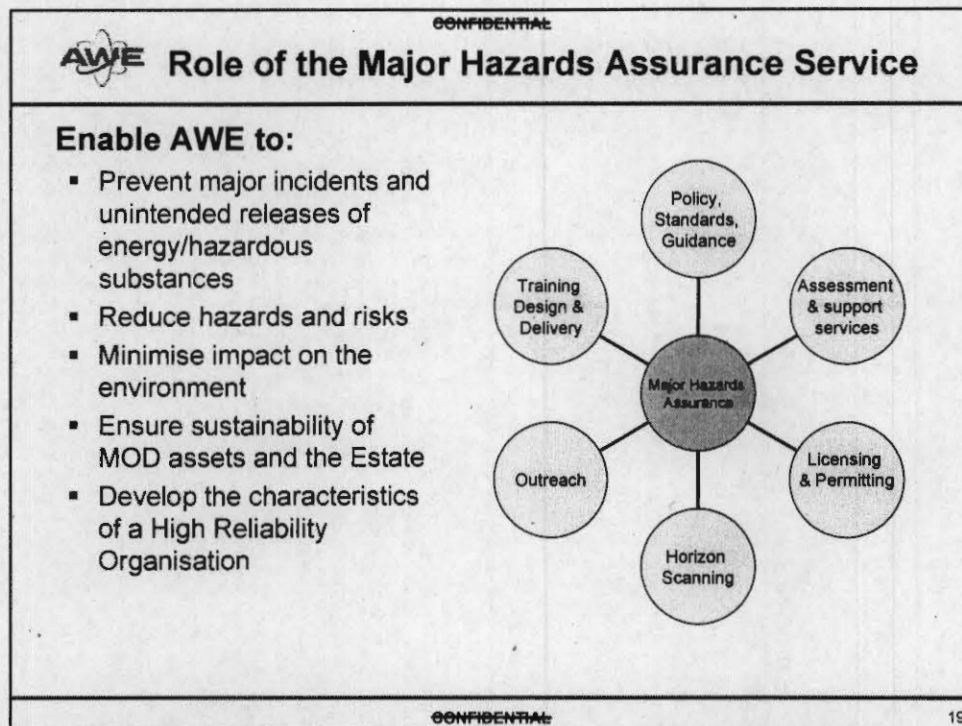 CONFIDENTIAL
AWE Role of the Major Hazards Assurance Service
Enable AWE to:
▪ Prevent major incidents and
unintended releases of
energy/hazardous
substances
▪ Reduce hazards and risks
▪ Minimise impact on the
environment
▪ Ensure sustainability of
MOD assets and the Estate
▪ Develop the characteristics
of a High Reliability
Organisation
Policy,
Standards,
Guidance
Assessment
& support
services
Licensing
& Permitting
Horizon
Scanning
Outreach
Training
Design &
Delivery
Major Hazards
Assurance
CONFIDENTIAL
19